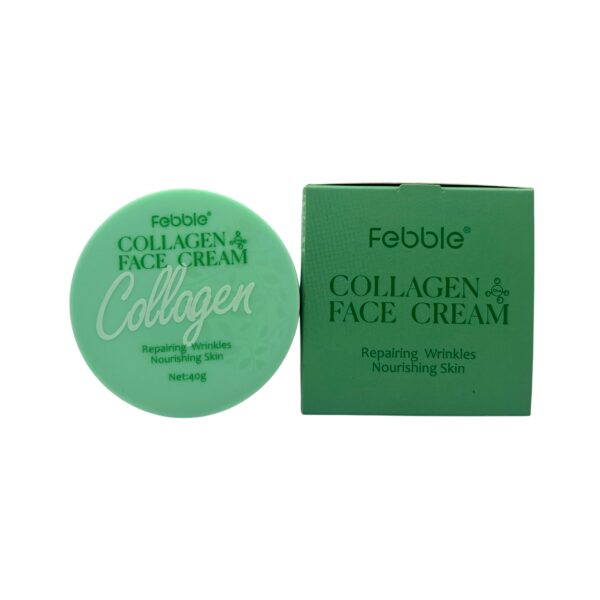 Febble®
COLLAGEN
FACE CREAM
Collagen
Repairing Wrinkles
Nourishing Skin
Net:40g
Febble®
COLLAGEN
FACE CREAM
Repairing Wrinkles
Nourishing Skin